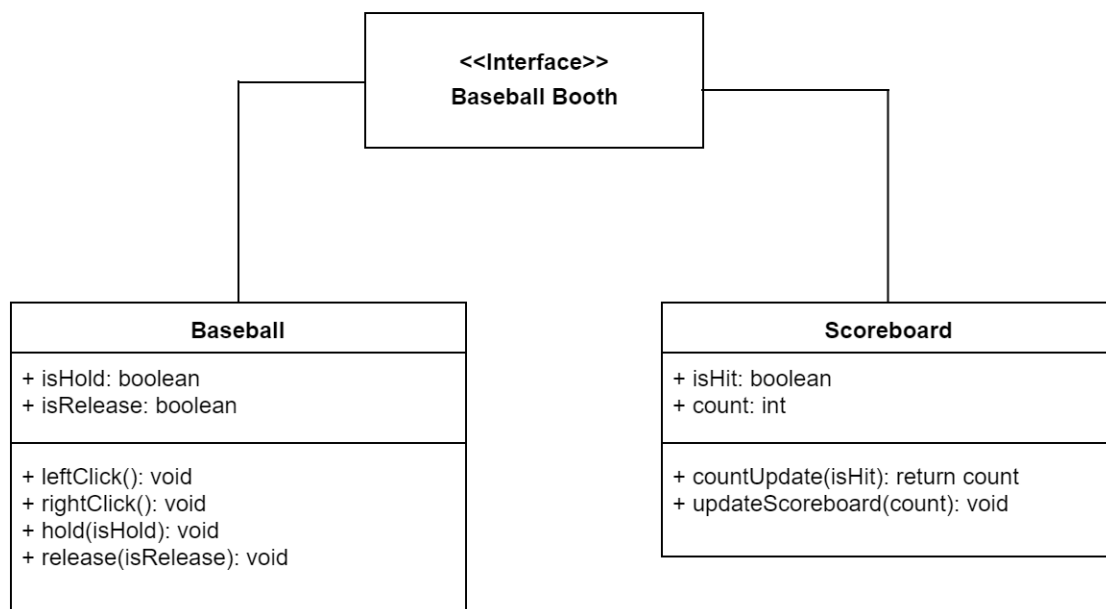 <<Interface>>
Baseball Booth
Baseball
+ isHold: boolean
+ isRelease: boolean
+ leftClick(): void
+ rightClick(): void
+ hold(isHold): void
+ release(isRelease): void
Scoreboard
+ isHit: boolean
+ count: int
+ countUpdate(isHit): return count
+ updateScoreboard(count): void